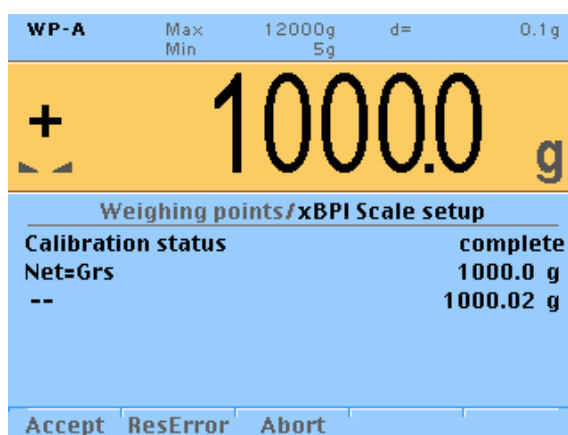 WP-A Max 12000g d= 0.1g
Min 5g
+ 1000.0 g
Weighing points/xBPI Scale setup
Calibration status complete
Net=Grs 1000.0 g
-- 1000.02 g
Accept ResError Abort